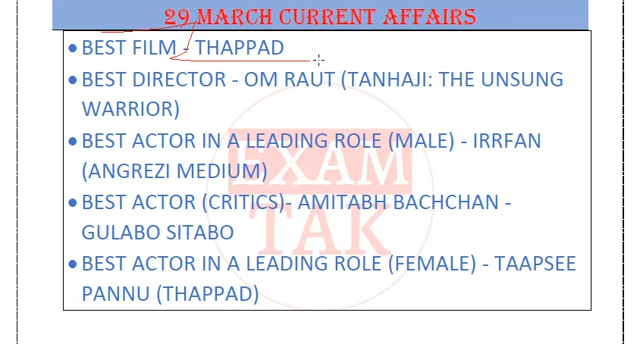 29 MARCH CURRENT AFFAIRS
• BEST FILM - THAPPAD
• BEST DIRECTOR - OM RAUT (TANHAJI: THE UNSUNG
WARRIOR)
• BEST ACTOR IN A LEADING ROLE (MALE) - IRRFAN
(ANGREZI MEDIUM)
• BEST ACTOR (CRITICS)- AMITABH BACHCHAN -
GULABO SITABO
• BEST ACTOR IN A LEADING ROLE (FEMALE) - TAAPSEE
PANNU (THAPPAD)
EXAM
TAK